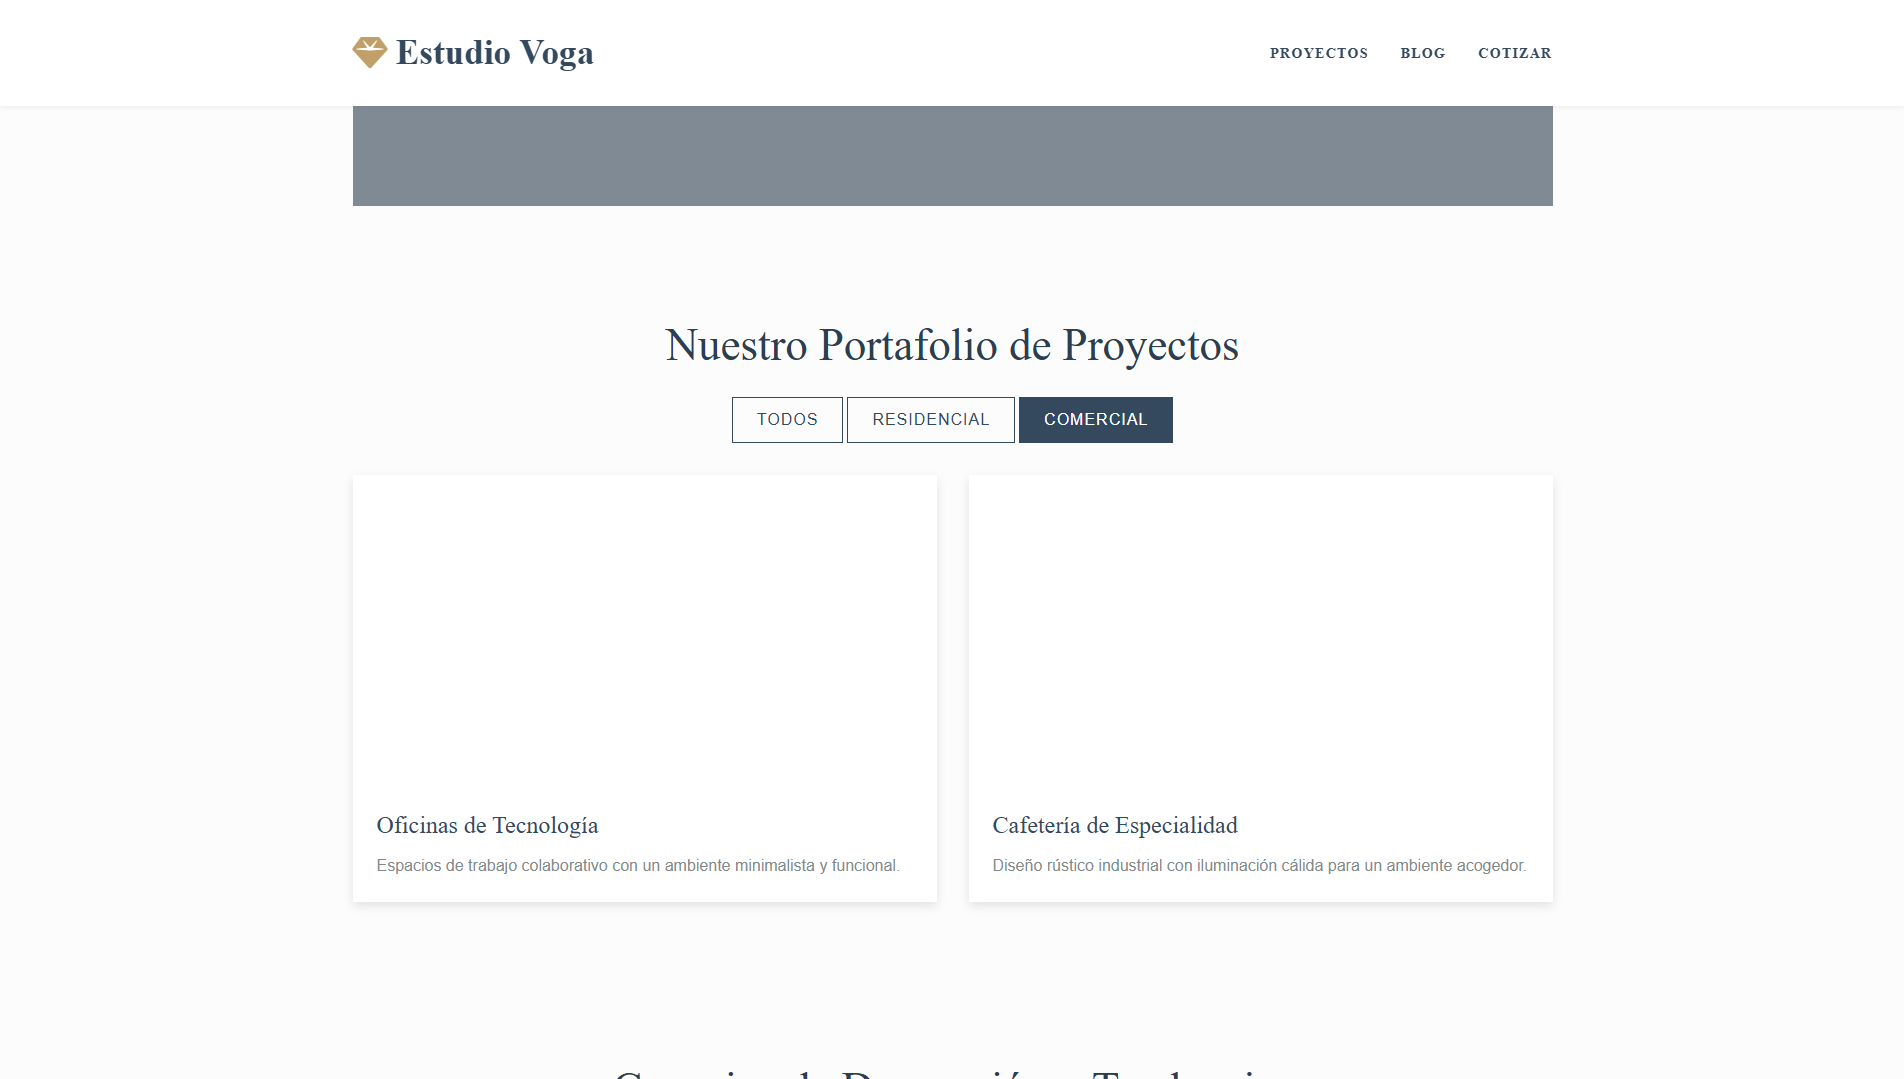 Estudio Voga
PROYECTOS BLOG COTIZAR
Nuestro Portafolio de Proyectos
TODOS RESIDENCIAL COMERCIAL
Oficinas de Tecnología
Espacios de trabajo colaborativo con un ambiente minimalista y funcional.
Cafetería de Especialidad
Diseño rústico industrial con iluminación cálida para un ambiente acogedor.